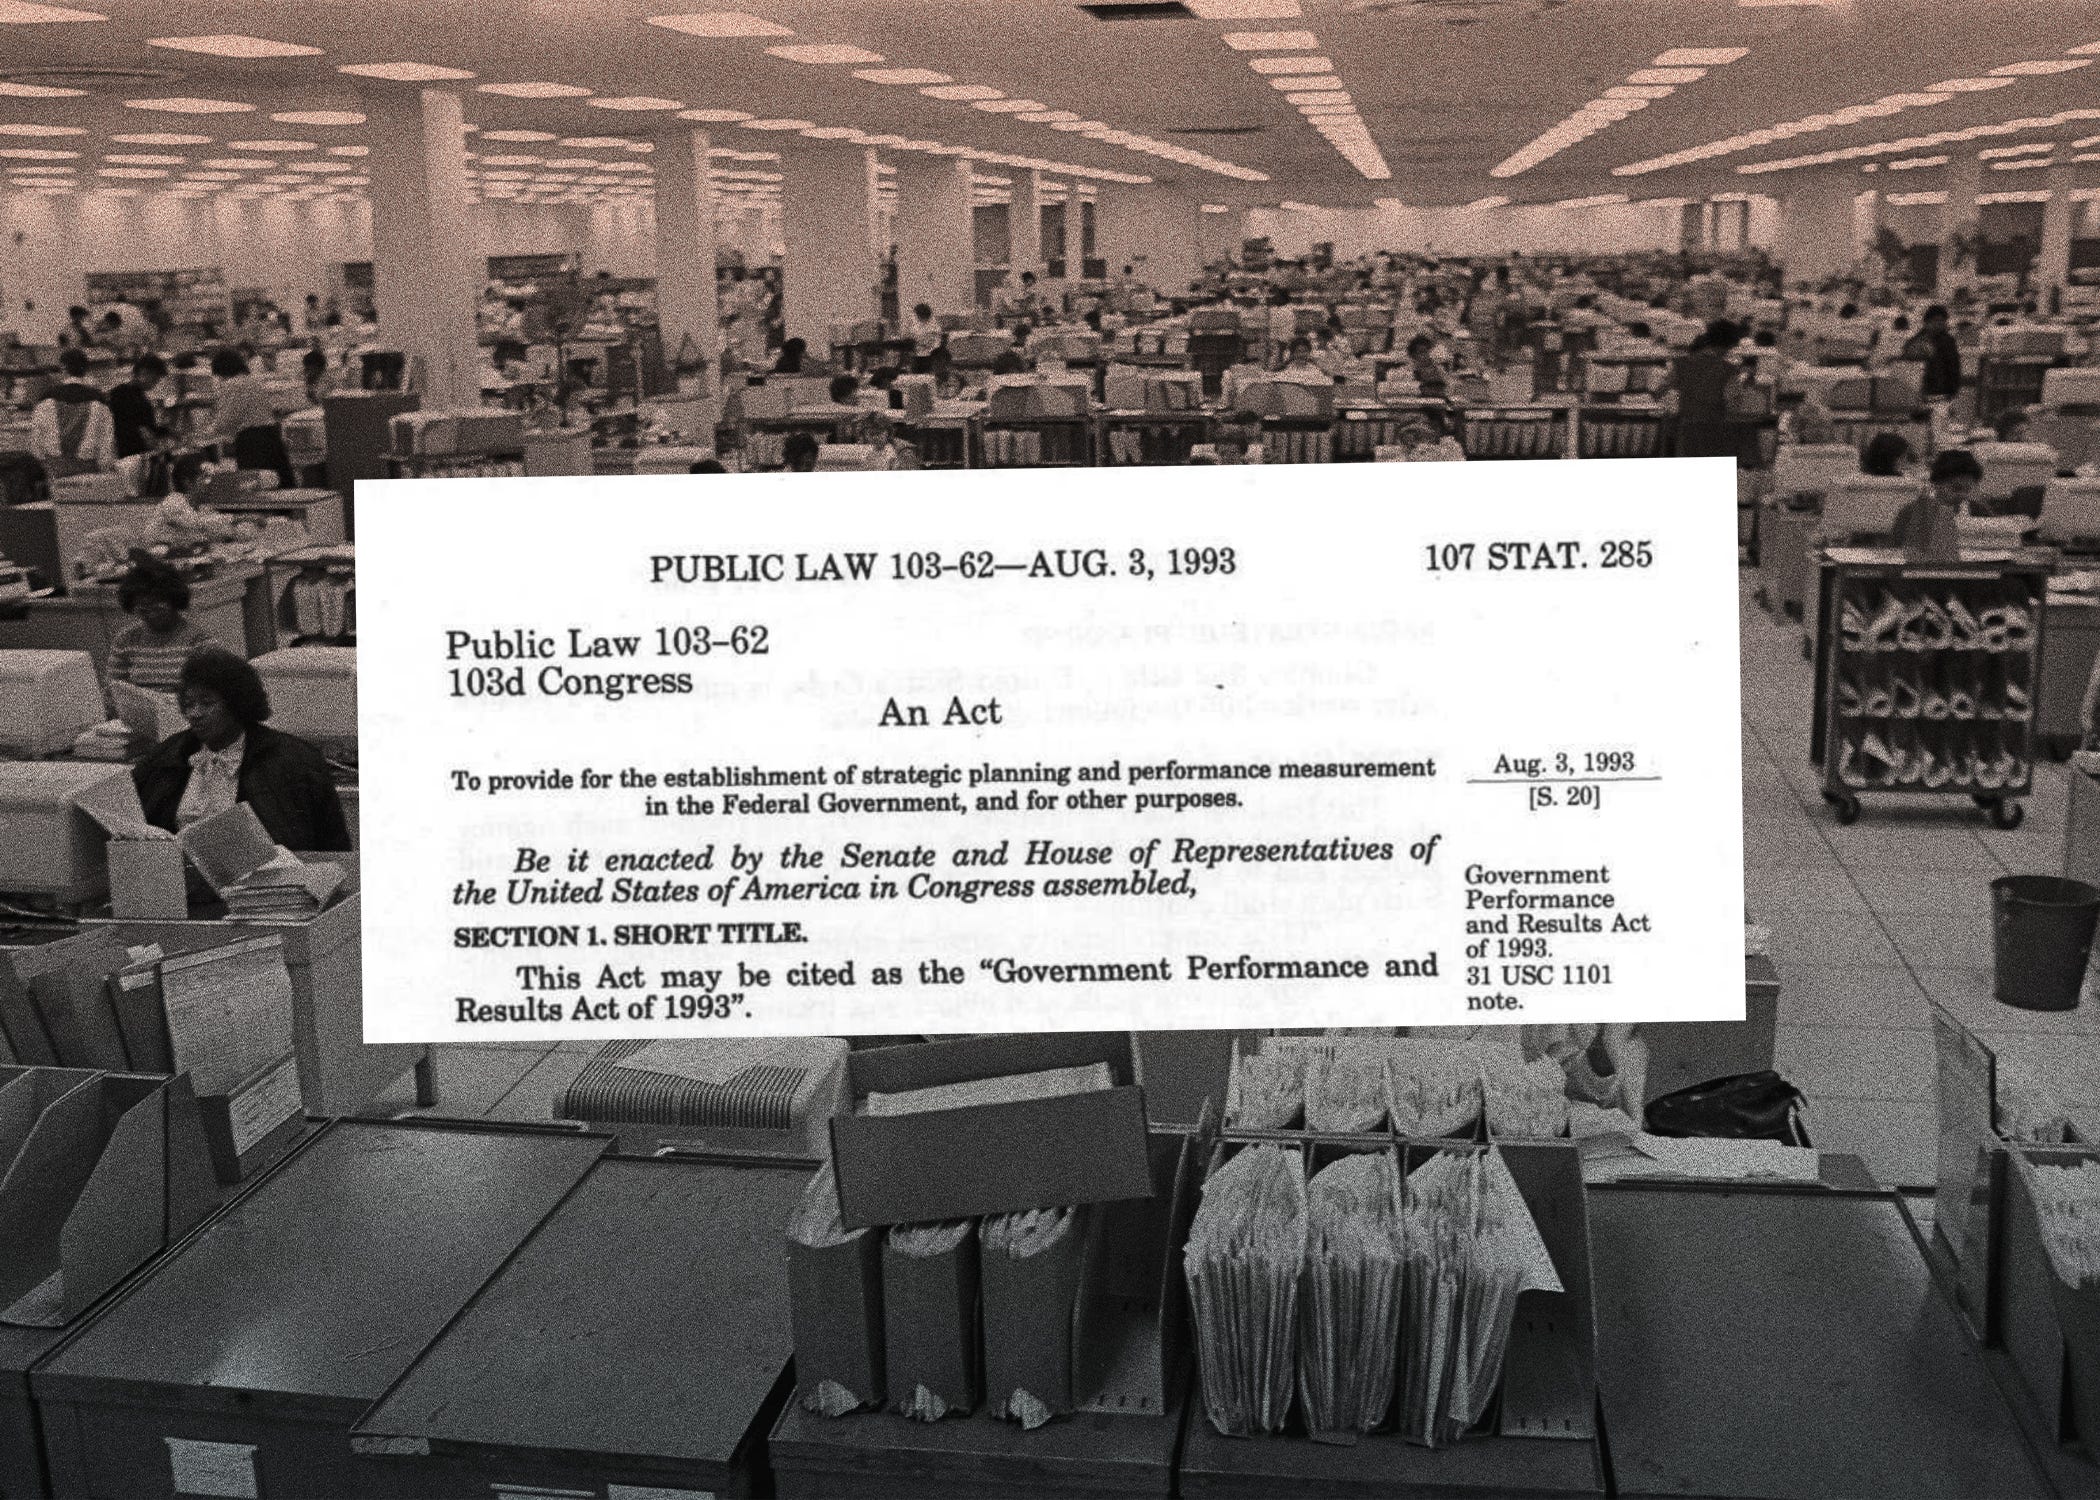 PUBLIC LAW 103–62—AUG. 3, 1993
107 STAT. 285
Public Law 103–62
103d Congress
An Act
To provide for the establishment of strategic planning and performance measurement
in the Federal Government, and for other purposes.
Aug. 3, 1993
[S. 20]
Be it enacted by the Senate and House of Representatives of
the United States of America in Congress assembled,
SECTION 1. SHORT TITLE.
This Act may be cited as the “Government Performance and
Results Act of 1993”.
Government
Performance
and Results Act
of 1993.
31 USC 1101
note.